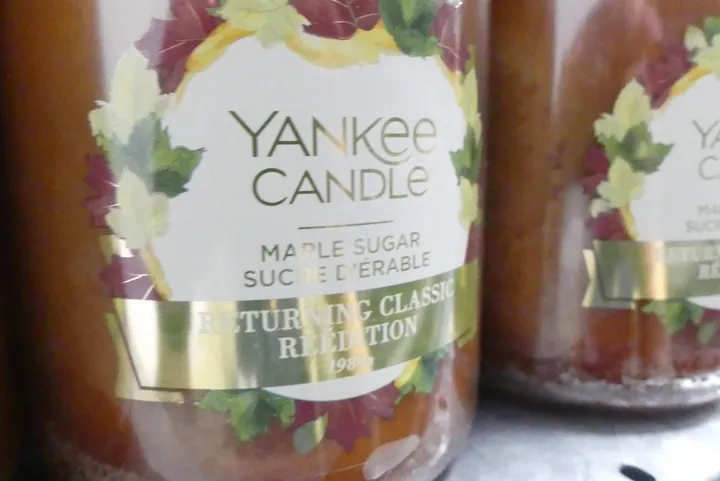 YANKEE
CANDLE
MAPLE SUGAR
SUCRE D'ÉRABLE
RETURNING CLASSIC
RÉÉDITION